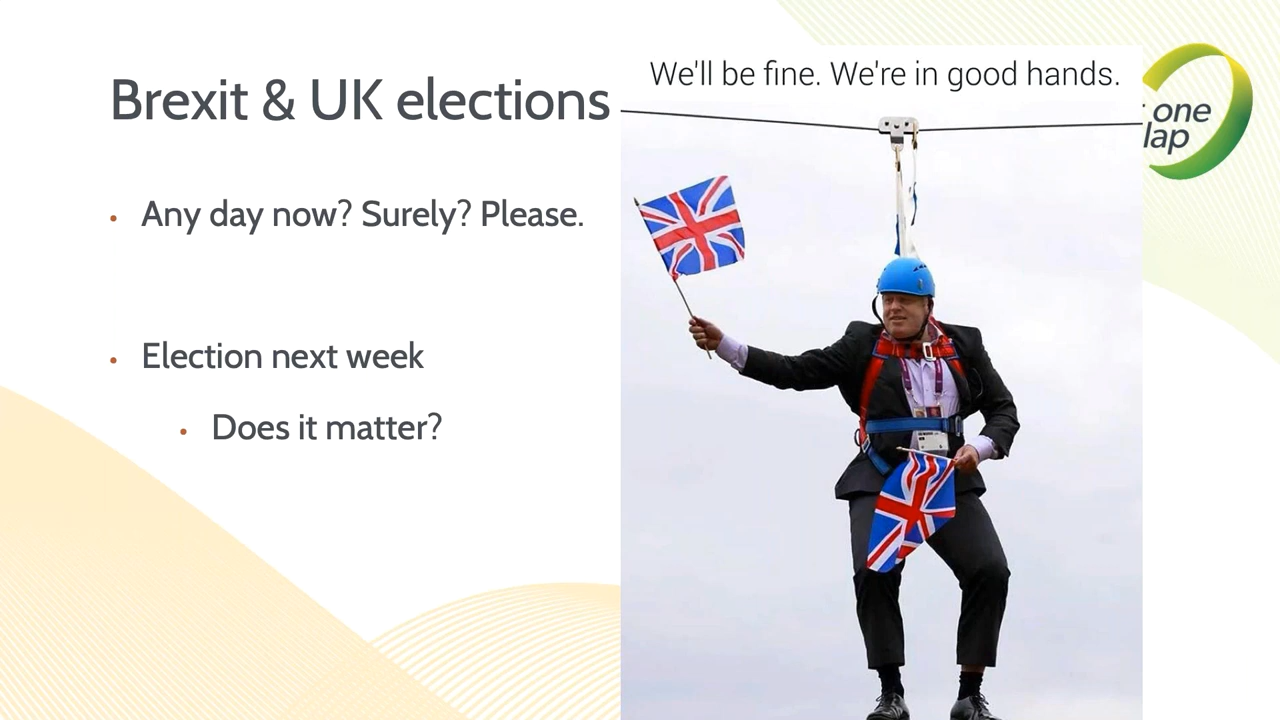 Brexit & UK elections
Any day now? Surely? Please.
Election next week
Does it matter?
We'll be fine. We're in good hands.
one
lap